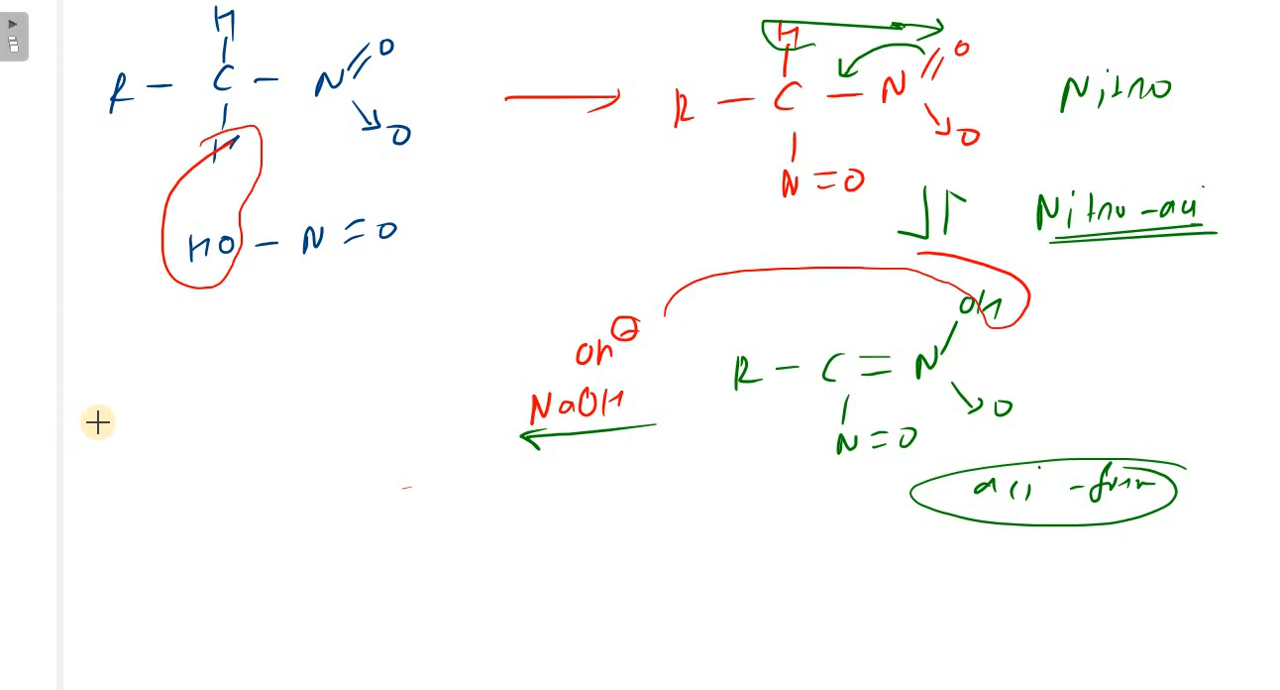 H
R - C - N = O
H → O
HO - N = O
H
R - C - N = O
N = O → O
Nitro
Nitro-aci
OH
R - C = N → O
N = O
aci-form
OH⊖
NaOH